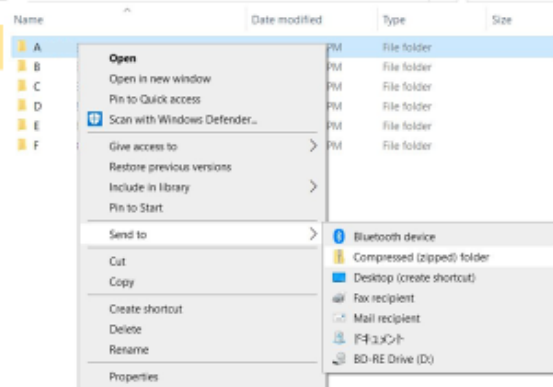 Name Date modified Type Size
A PM File folder
B PM File folder
C PM File folder
D PM File folder
E PM File folder
F PM File folder
Open
Open in new window
Pin to Quick access
Scan with Windows Defender...
Give access to
Restore previous versions
Include in library
Pin to Start
Send to
Cut
Copy
Create shortcut
Delete
Rename
Properties
Bluetooth device
Compressed (zipped) folder
Desktop (create shortcut)
Fax recipient
Mail recipient
ドキュメント
BD-RE Drive (D:)